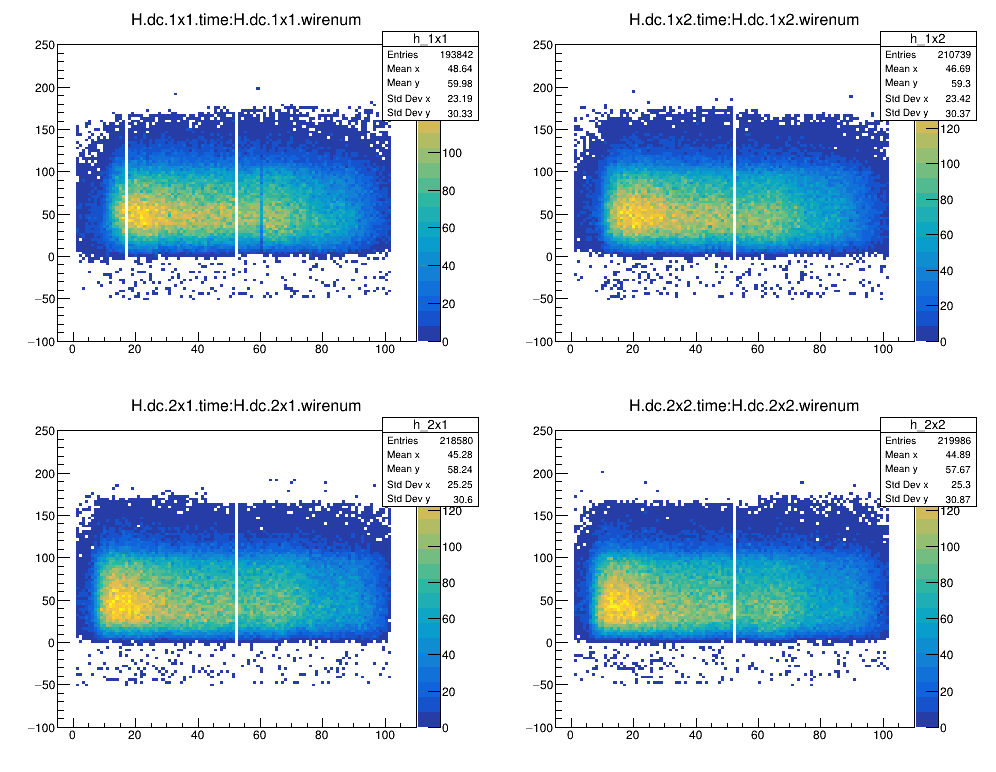 H.dc.1x1.time:H.dc.1x1.wirenum
h_1x1
Entries 193842
Mean x 48.64
Mean y 59.98
Std Dev x 23.19
Std Dev y 30.33
250
200
150
100
50
0
−50
−100
0 20 40 60 80 100
100
80
60
40
20
0
H.dc.1x2.time:H.dc.1x2.wirenum
h_1x2
Entries 210739
Mean x 46.69
Mean y 59.3
Std Dev x 23.42
Std Dev y 30.37
250
200
150
100
50
0
−50
−100
0 20 40 60 80 100
120
100
80
60
40
20
0
H.dc.2x1.time:H.dc.2x1.wirenum
h_2x1
Entries 218580
Mean x 45.28
Mean y 58.24
Std Dev x 25.25
Std Dev y 30.6
250
200
150
100
50
0
−50
−100
0 20 40 60 80 100
120
100
80
60
40
20
0
H.dc.2x2.time:H.dc.2x2.wirenum
h_2x2
Entries 219986
Mean x 44.89
Mean y 57.67
Std Dev x 25.3
Std Dev y 30.87
250
200
150
100
50
0
−50
−100
0 20 40 60 80 100
120
100
80
60
40
20
0